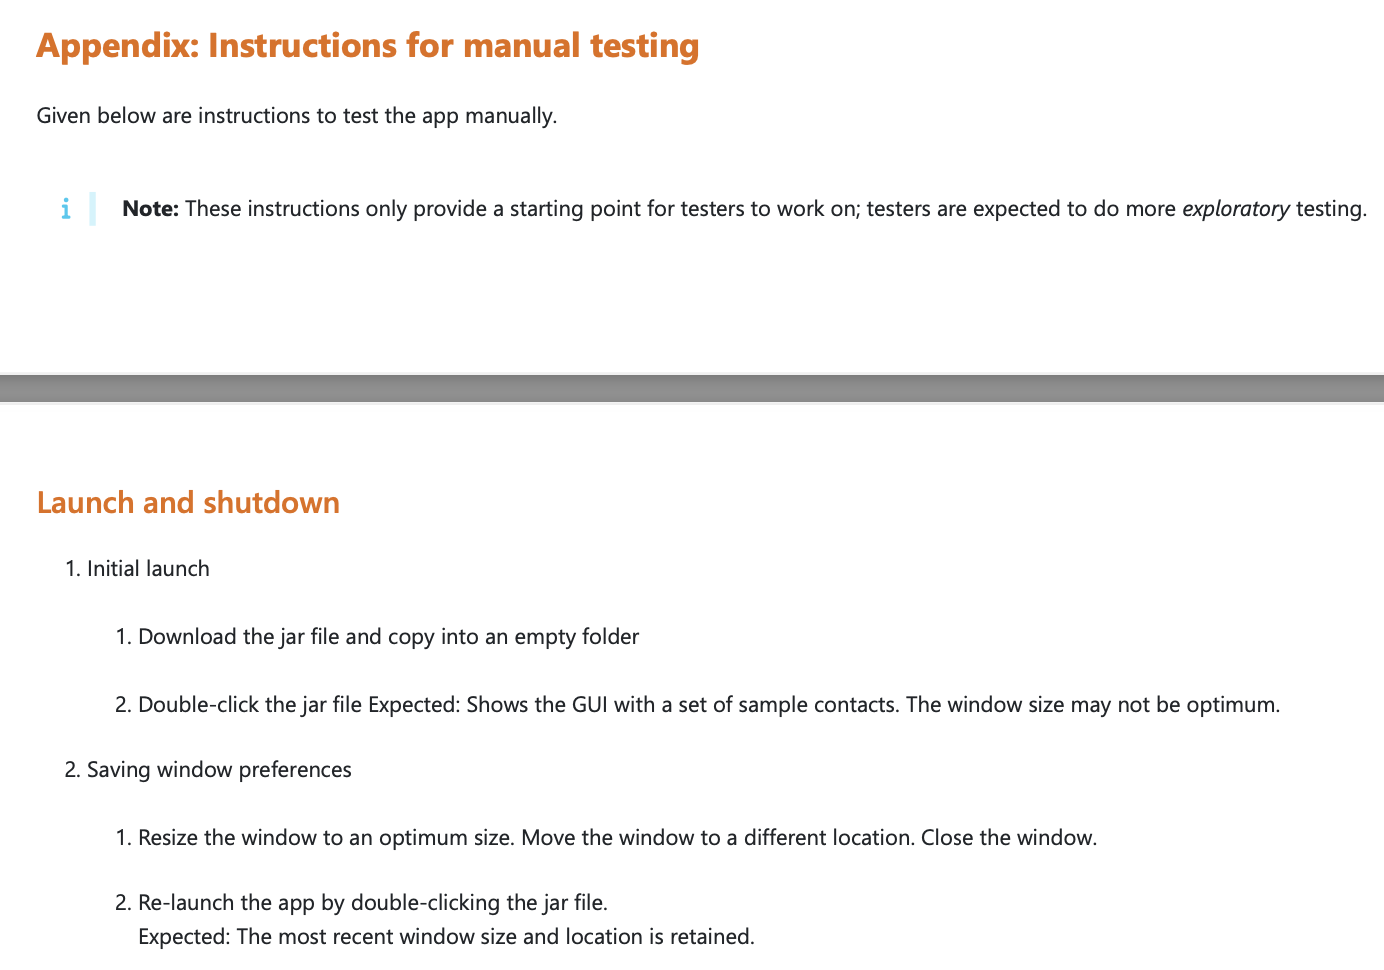 Appendix: Instructions for manual testing
Given below are instructions to test the app manually.
i Note: These instructions only provide a starting point for testers to work on; testers are expected to do more exploratory testing.
Launch and shutdown
1. Initial launch
1. Download the jar file and copy into an empty folder
2. Double-click the jar file Expected: Shows the GUI with a set of sample contacts. The window size may not be optimum.
2. Saving window preferences
1. Resize the window to an optimum size. Move the window to a different location. Close the window.
2. Re-launch the app by double-clicking the jar file.
Expected: The most recent window size and location is retained.